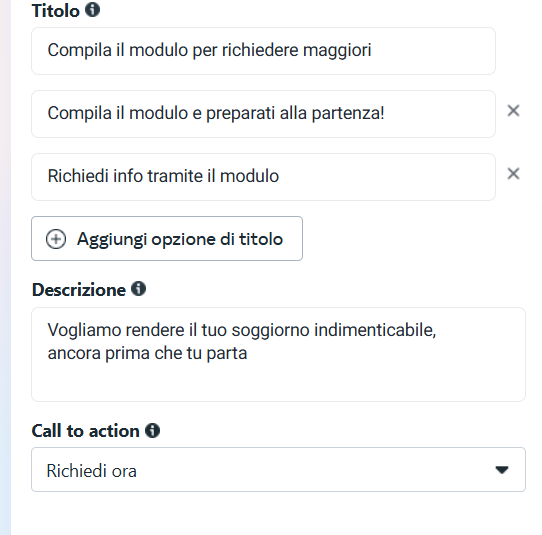 Titolo
Compila il modulo per richiedere maggiori
Compila il modulo e preparati alla partenza!
Richiedi info tramite il modulo
Aggiungi opzione di titolo
Descrizione
Vogliamo rendere il tuo soggiorno indimenticabile,
ancora prima che tu parta
Call to action
Richiedi ora